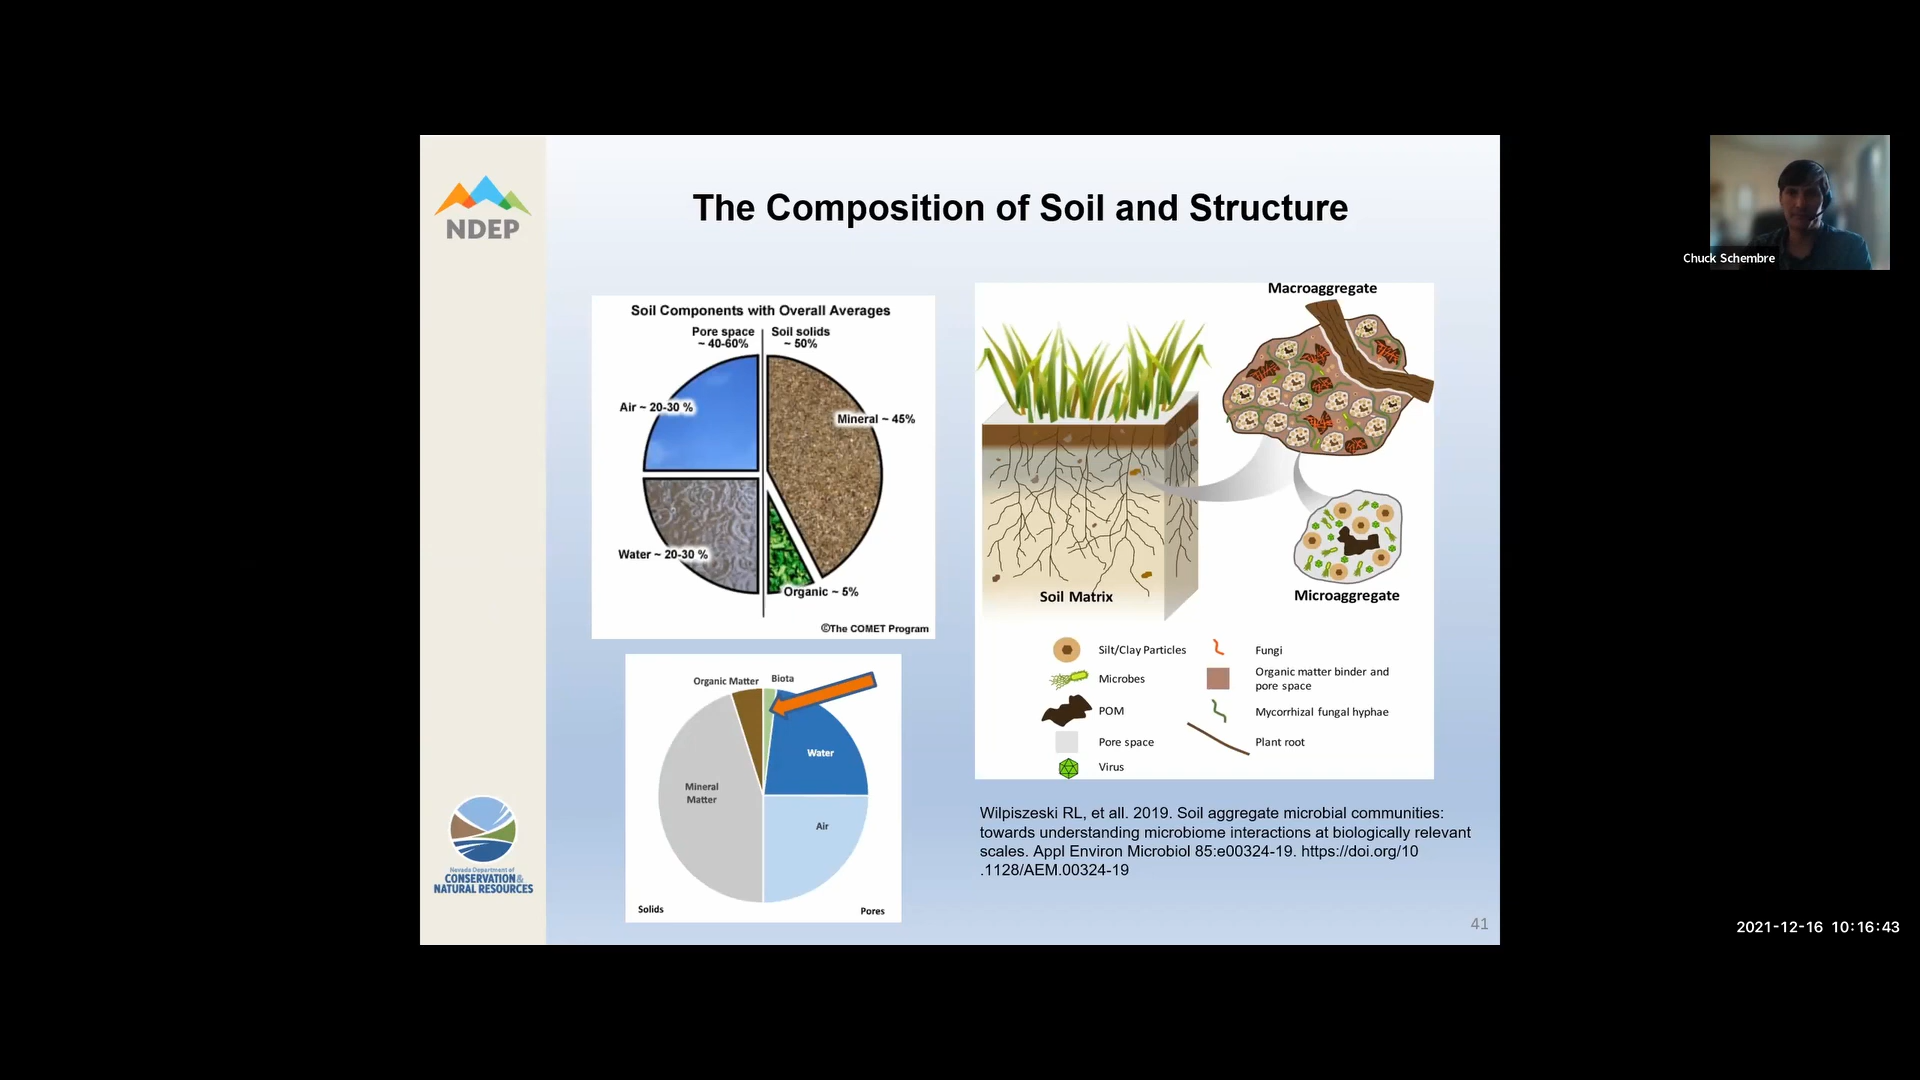 NDEP
The Composition of Soil and Structure
Soil Components with Overall Averages
Pore space
~ 40-60%
Soil solids
~ 50%
Air ~ 20-30 %
Mineral ~ 45%
Water ~ 20-30 %
Organic ~ 5%
©The COMET Program
Organic Matter
Biota
Water
Mineral
Matter
Air
Solids
Pores
Macroaggregate
Soil Matrix
Microaggregate
Silt/Clay Particles
Microbes
POM
Pore space
Virus
Fungi
Organic matter binder and
pore space
Mycorrhizal fungal hyphae
Plant root
Wilpiszeski RL, et all. 2019. Soil aggregate microbial communities:
towards understanding microbiome interactions at biologically relevant
scales. Appl Environ Microbiol 85:e00324-19. https://doi.org/10
.1128/AEM.00324-19
Nevada Department of
CONSERVATION &
NATURAL RESOURCES
41
Chuck Schembre
2021-12-16 10:16:43